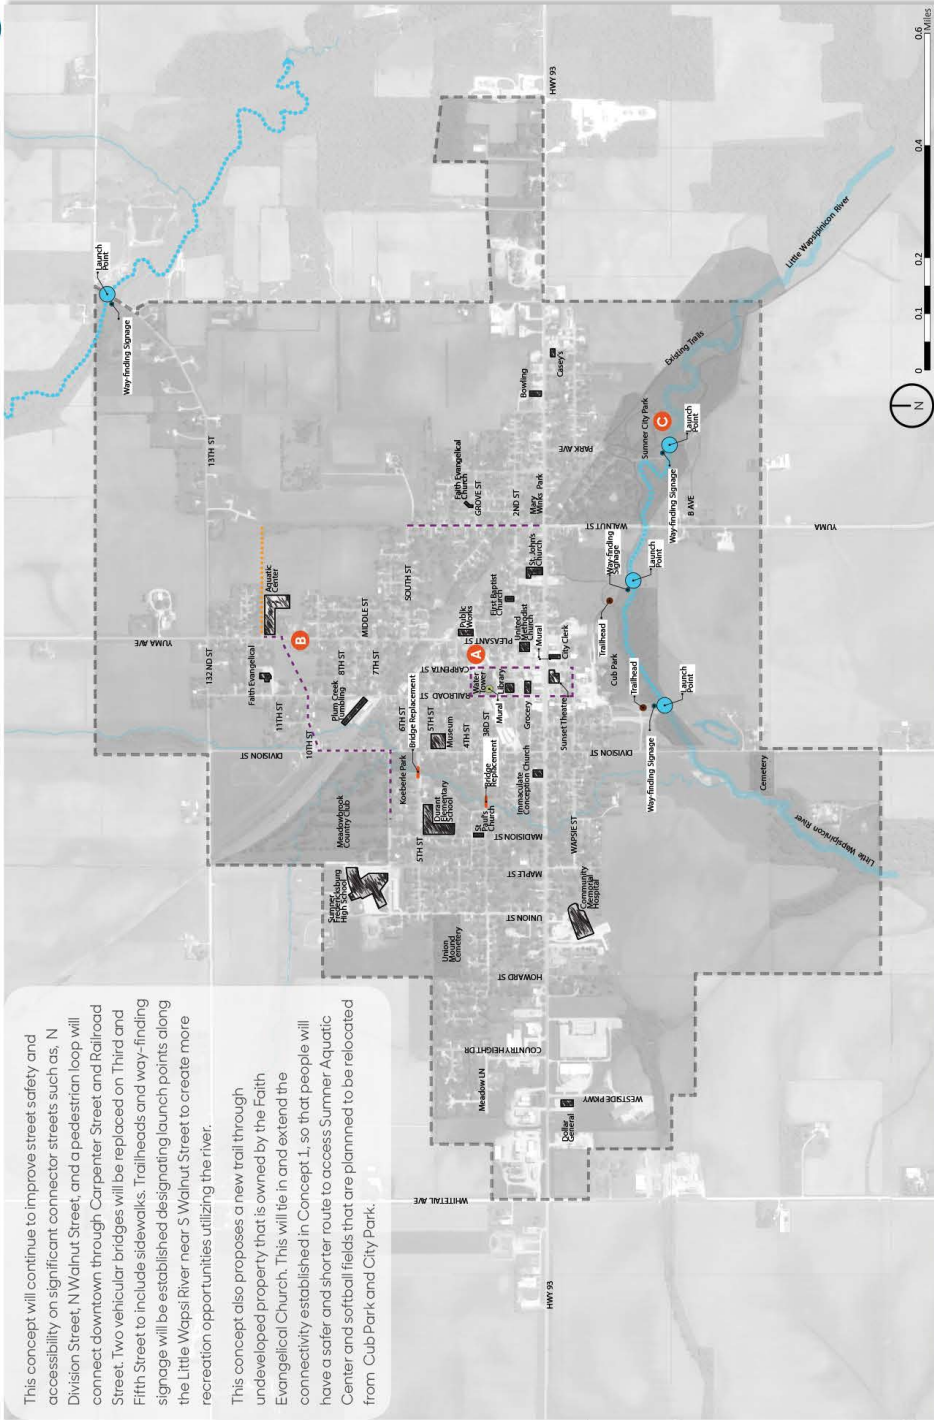 This concept will continue to improve street safety and
accessibility on significant connector streets such as, N
Division Street, N Walnut Street, and a pedestrian loop will
connect downtown through Carpenter Street and Railroad
Street. Two vehicular bridges will be replaced on Third and
Fifth Street to include sidewalks. Trailheads and way-finding
signage will be established designating launch points along
the Little Wapsi River near S Walnut Street to create more
recreation opportunities utilizing the river.
This concept also proposes a new trail through
undeveloped property that is owned by the Faith
Evangelical Church. This will tie in and extend the
connectivity established in Concept 1, so that people will
have a safer and shorter route to access Sumner Aquatic
Center and softball fields that are planned to be relocated
from Cub Park and City Park.
Launch
Point
Way-finding Signage
13TH ST
YUMA AVE
132 ND ST
Aquatic
Center
B
Faith Evangelical
11TH ST
10TH ST
DIVISION ST
8TH ST
MIDDLE ST
7TH ST
Plum Creek
Tumbling
SOUTH ST
Meadowbrook
Country Club
Sumner
Fredericksburg
High School
Koeberle Park
Bridge Replacement
6TH ST
5TH ST
Museum
4TH ST
3RD ST
Durant
Elementary
School
5TH ST
Bridge
Replacement
St
Paul's
Church
MADISION ST
MAPLE ST
UNION ST
Union
Mound
Cemetery
HOWARD ST
COUNTRY HEIGHT DR
Meadow LN
WHITETAIL AVE
HWY 93
Dollar
General
WESTSIDE PKWY
Community
Memorial
Hospital
WAPSIE ST
Immaculate
Conception Church
Grocery
Library
Mural
Water
Tower
RAILROAD ST
CARPENTA ST
A
Public
Works
PLEASANT ST
First Baptist
Church
United
Methodist
Church
Mural
City Clerk
Sunset Theatre
St. John's
Church
Faith Evangelical
Church
GROVE ST
2ND ST
Mary
Winks Park
Bowling
Casey's
HWY 93
PARK AVE
WALNUT ST
Sumner City Park
C
Launch
Point
Way-finding Signage
8 AVE
YUMA
Existing Trails
Little Wapsipinicon River
Way-finding
Signage
Launch
Point
Trailhead
Cub Park
Trailhead
Launch
Point
Way-finding Signage
DIVISION ST
Cemetery
Little Wapsipinicon River
N
0
0.1
0.2
0.4
0.6
Miles